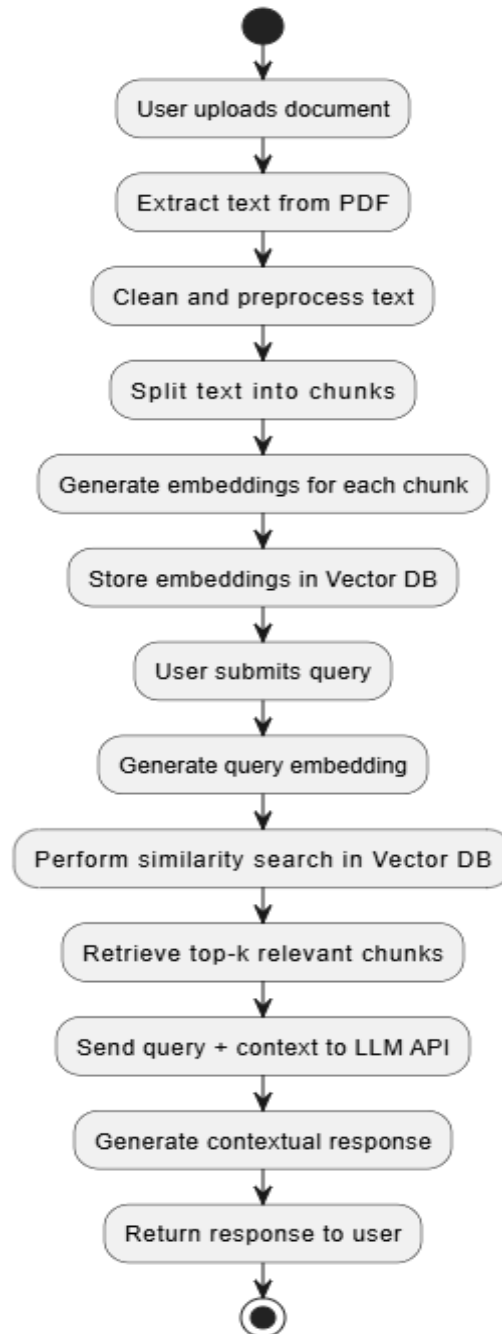 User uploads document
Extract text from PDF
Clean and preprocess text
Split text into chunks
Generate embeddings for each chunk
Store embeddings in Vector DB
User submits query
Generate query embedding
Perform similarity search in Vector DB
Retrieve top-k relevant chunks
Send query + context to LLM API
Generate contextual response
Return response to user